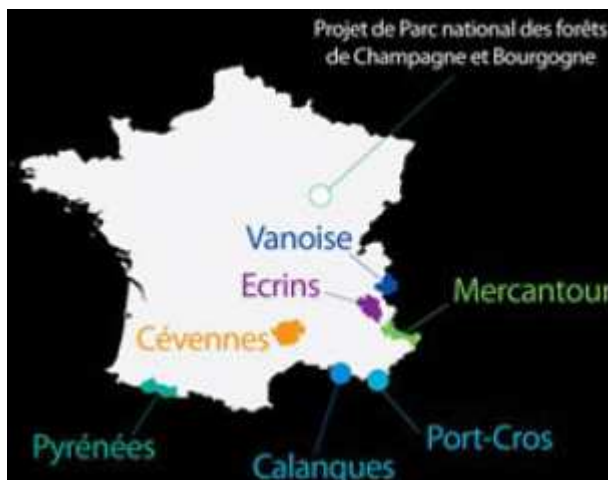 Projet de Parc national des forêts
de Champagne et Bourgogne
Vanoise
Ecrins
Mercantour
Cévennes
Pyrénées
Port-Cros
Calanques